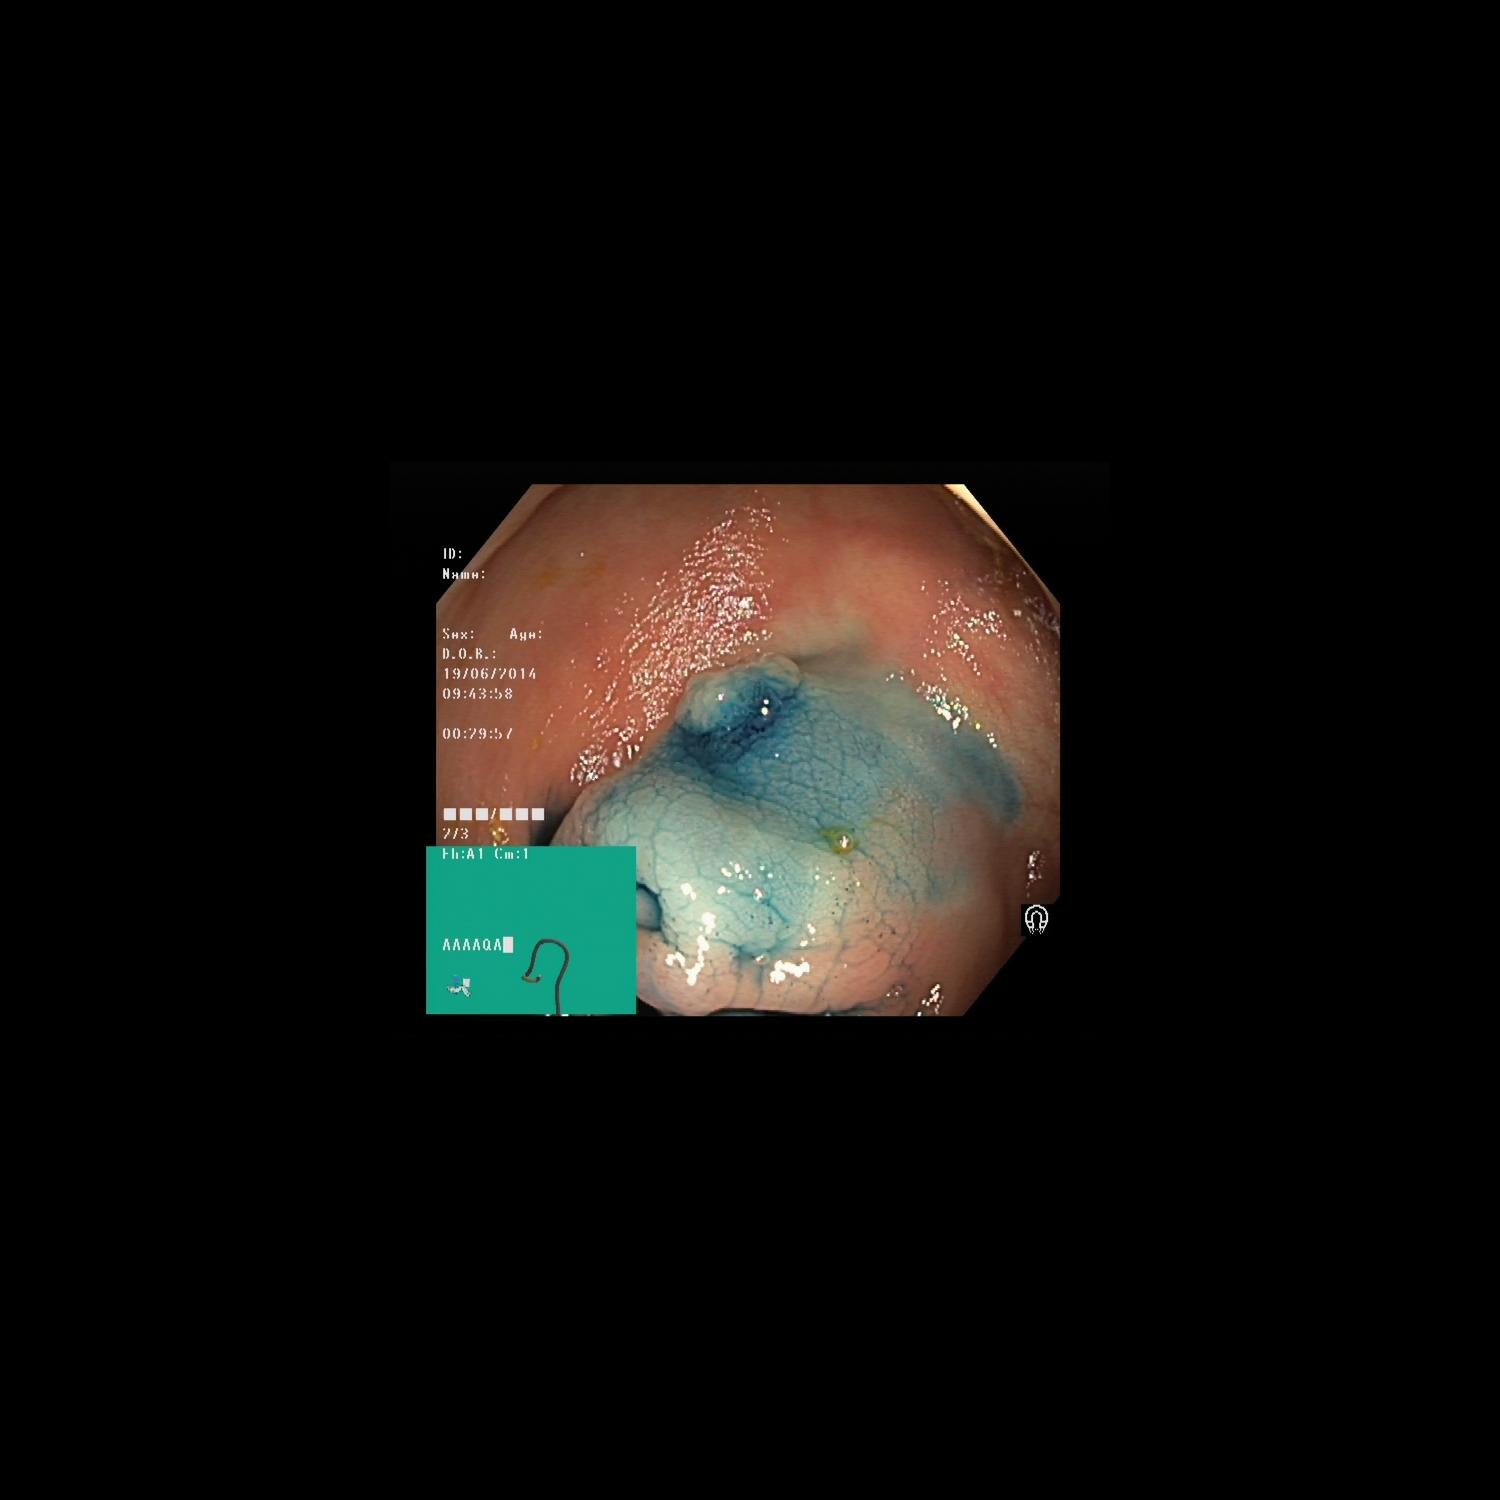 ID:
Name:
Sex: Age:
D.O.B.:
19/06/2014
09:43:58
00:29:57
■■■/■■■
2/3
Eh:A1 Cm:1
AAAAQA